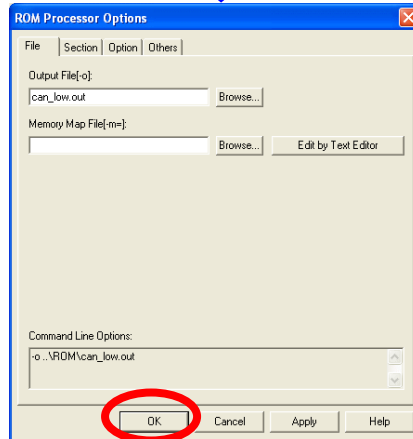 ROM Processor Options
File Section Option Others
Output File[-o]:
can_low.out Browse...
Memory Map File[-m=]:
Browse... Edit by Text Editor
Command Line Options:
-o ..\ROM\can_low.out
OK Cancel Apply Help